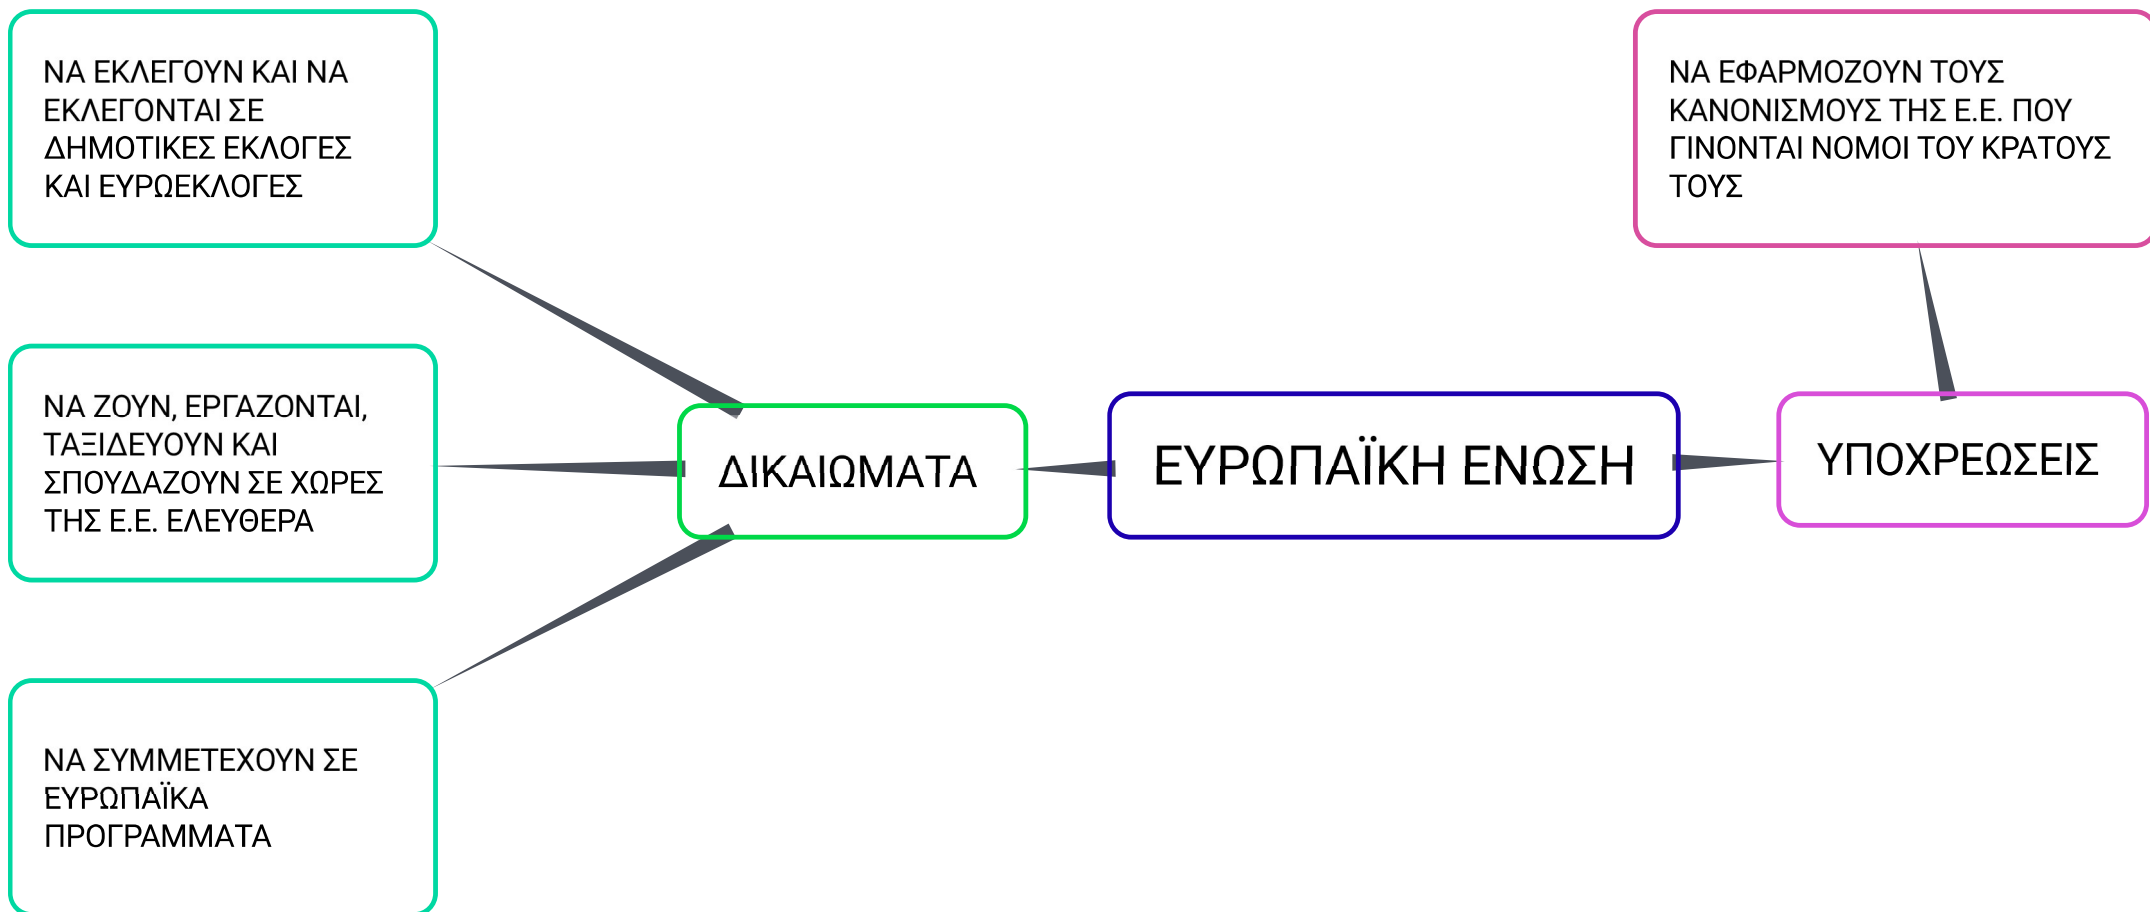 ΝΑ ΕΚΛΕΓΟΥΝ ΚΑΙ ΝΑ
ΕΚΛΕΓΟΝΤΑΙ ΣΕ
ΔΗΜΟΤΙΚΕΣ ΕΚΛΟΓΕΣ
ΚΑΙ ΕΥΡΩΕΚΛΟΓΕΣ
ΝΑ ΖΟΥΝ, ΕΡΓΑΖΟΝΤΑΙ,
ΤΑΞΙΔΕΥΟΥΝ ΚΑΙ
ΣΠΟΥΔΑΖΟΥΝ ΣΕ ΧΩΡΕΣ
ΤΗΣ Ε.Ε. ΕΛΕΥΘΕΡΑ
ΝΑ ΣΥΜΜΕΤΕΧΟΥΝ ΣΕ
ΕΥΡΩΠΑΪΚΑ
ΠΡΟΓΡΑΜΜΑΤΑ
ΔΙΚΑΙΩΜΑΤΑ
ΕΥΡΩΠΑΪΚΗ ΕΝΩΣΗ
ΝΑ ΕΦΑΡΜΟΖΟΥΝ ΤΟΥΣ
ΚΑΝΟΝΙΣΜΟΥΣ ΤΗΣ Ε.Ε. ΠΟΥ
ΓΙΝΟΝΤΑΙ ΝΟΜΟΙ ΤΟΥ ΚΡΑΤΟΥΣ
ΤΟΥΣ
ΥΠΟΧΡΕΩΣΕΙΣ